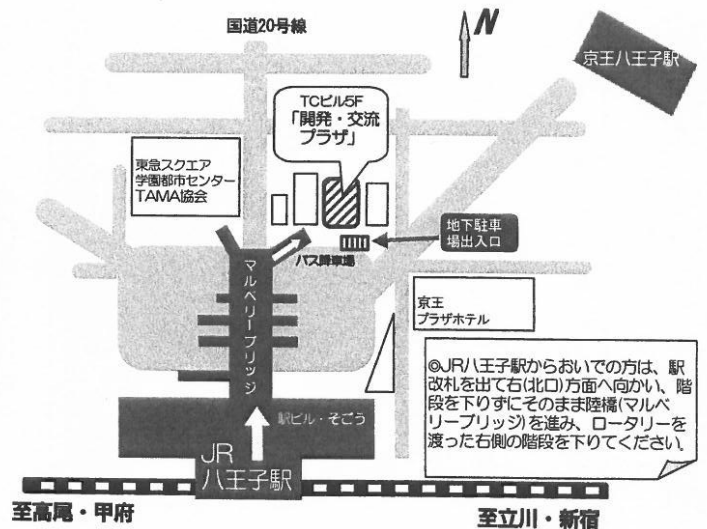 国道20号線
N
京王八王子駅
TCビル5F
「開発・交流
プラザ」
東急スクエア
学園都市センター
TAMA協会
地下駐車
場出入口
バス降車場
マルベリーブリッジ
京王
プラザホテル
◎JR八王子駅からおいでの方は、駅
改札を出て右(北口)方面へ向かい、階
段を下りずにそのまま陸橋(マルベ
リーブリッジ)を進み、ロータリーを
渡った右側の階段を下りてください。
駅ビル・そごう
JR
八王子駅
至高尾・甲府
至立川・新宿